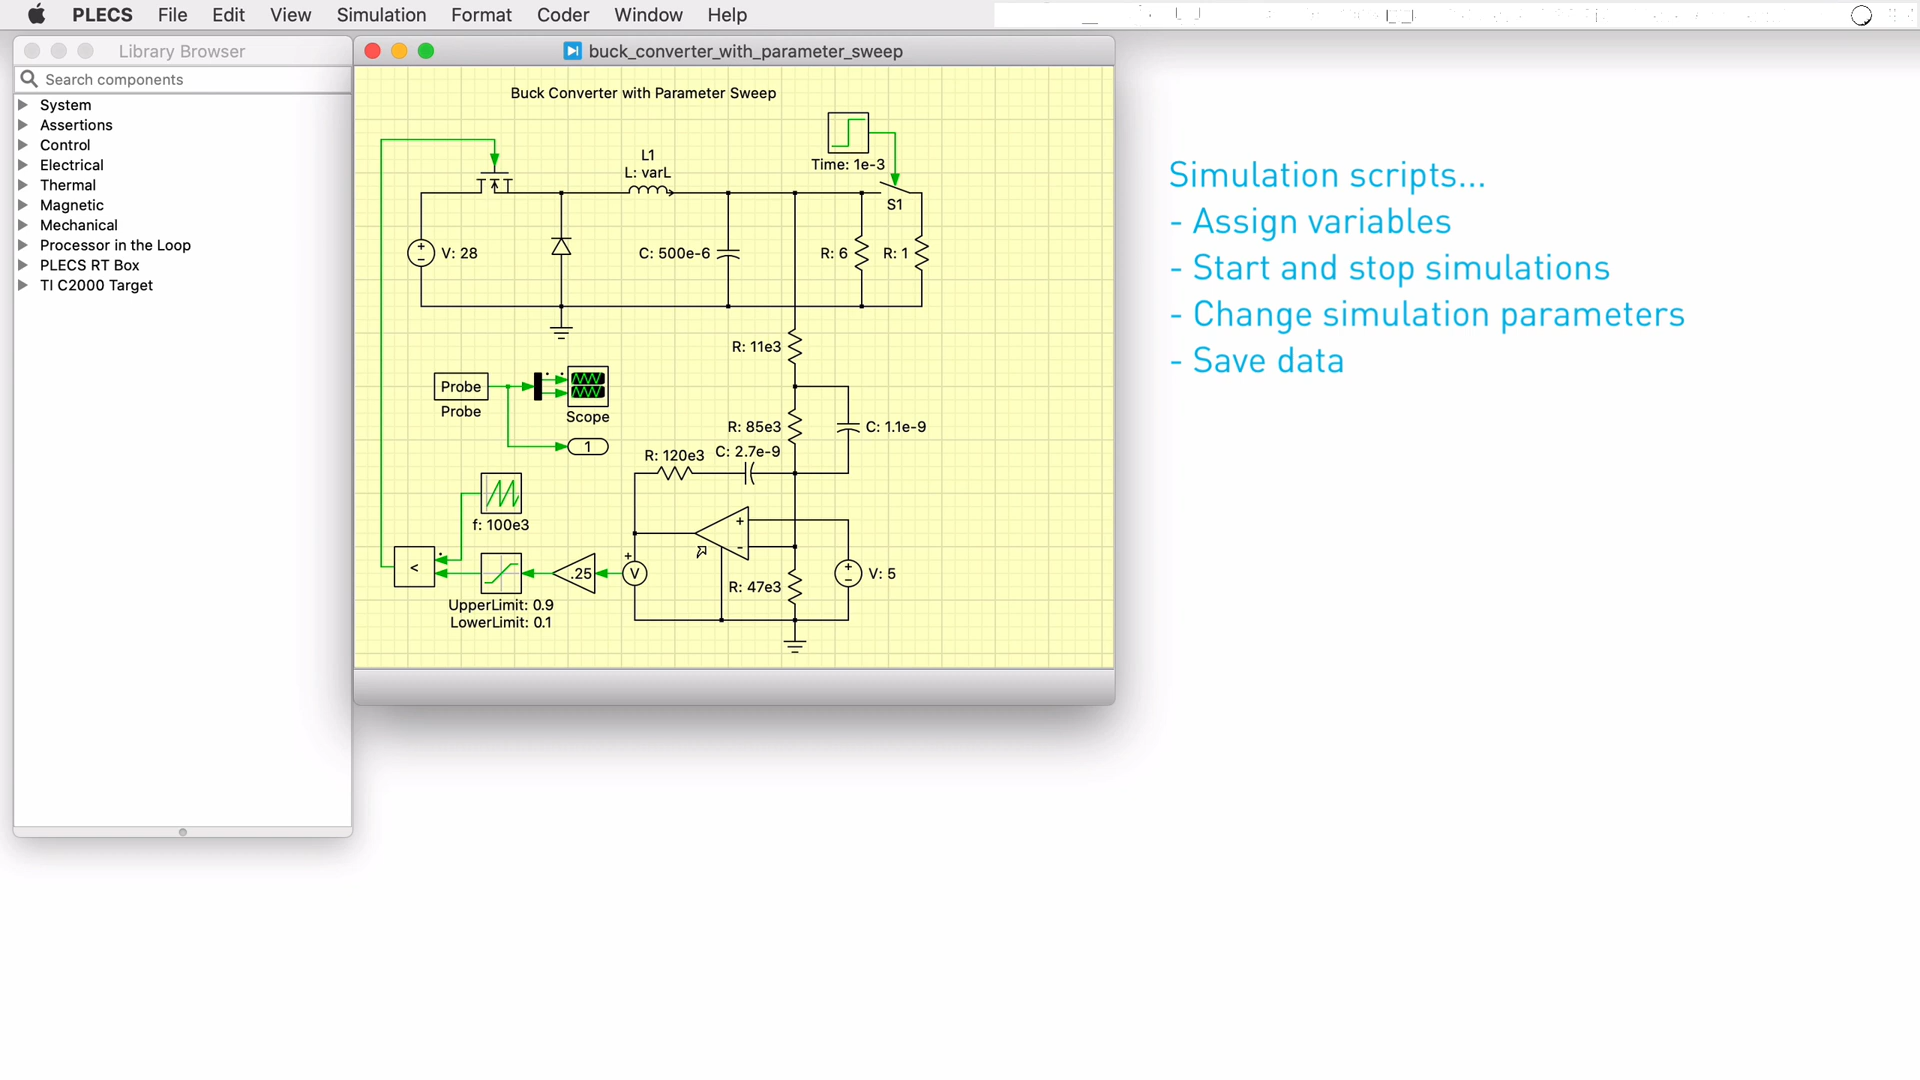 PLECS File Edit View Simulation Format Coder Window Help
Library Browser
Search components
System
Assertions
Control
Electrical
Thermal
Magnetic
Mechanical
Processor in the Loop
PLECS RT Box
TI C2000 Target
buck_converter_with_parameter_sweep
Buck Converter with Parameter Sweep
Time: 1e-3
L1
L: varL
S1
V: 28
C: 500e-6
R: 6
R: 1
R: 11e3
Probe
Probe
Scope
1
R: 85e3
C: 1.1e-9
R: 120e3
C: 2.7e-9
f: 100e3
+
-
<
.25
+
V
+
-
V: 5
R: 47e3
UpperLimit: 0.9
LowerLimit: 0.1
Simulation scripts...
- Assign variables
- Start and stop simulations
- Change simulation parameters
- Save data